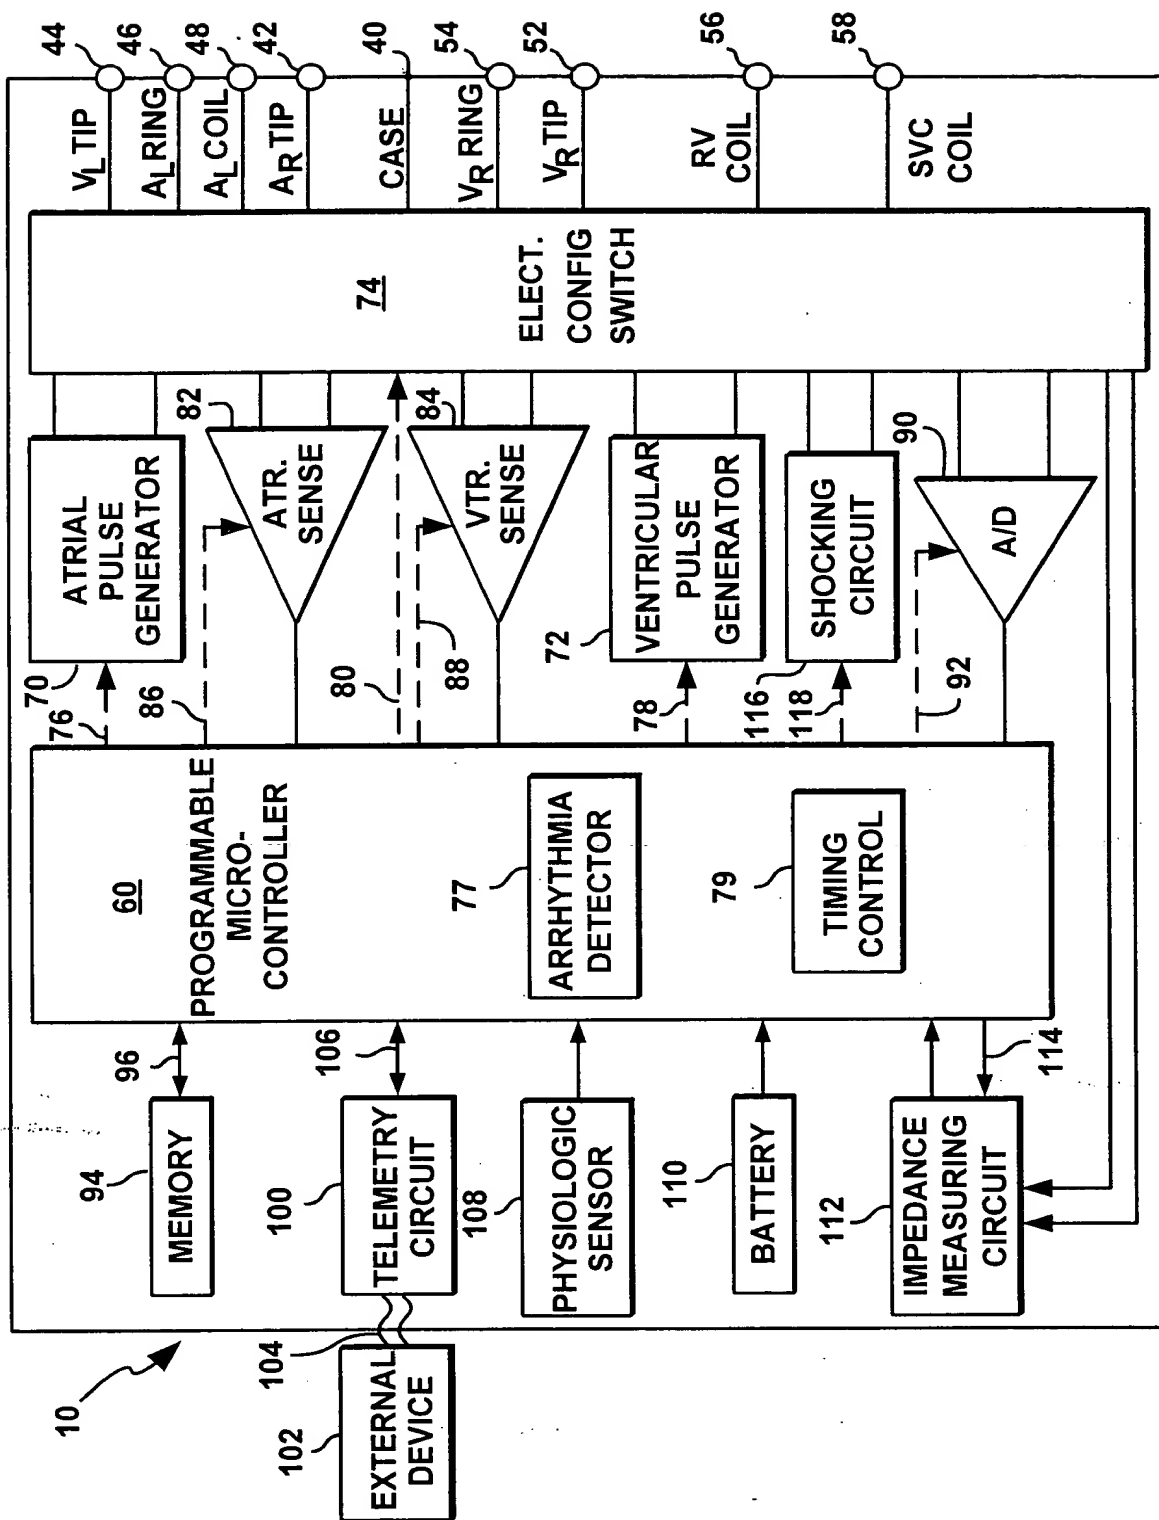 44
46
48
42
40
54
52
56
58
VL TIP
AL RING
AL COIL
AR TIP
CASE
VR RING
VR TIP
RV
COIL
SVC
COIL
74
ELECT.
CONFIG
SWITCH
ATRIAL
PULSE
GENERATOR
70
76
82
ATR.
SENSE
86
80
84
VTR.
SENSE
88
VENTRICULAR
PULSE
GENERATOR
72
78
SHOCKING
CIRCUIT
116
118
90
A/D
92
60
PROGRAMMABLE
MICRO-
CONTROLLER
77
ARRHYTHMIA
DETECTOR
79
TIMING
CONTROL
96
106
114
94
MEMORY
100
TELEMETRY
CIRCUIT
108
PHYSIOLOGIC
SENSOR
110
BATTERY
112
IMPEDANCE
MEASURING
CIRCUIT
10
104
102
EXTERNAL
DEVICE